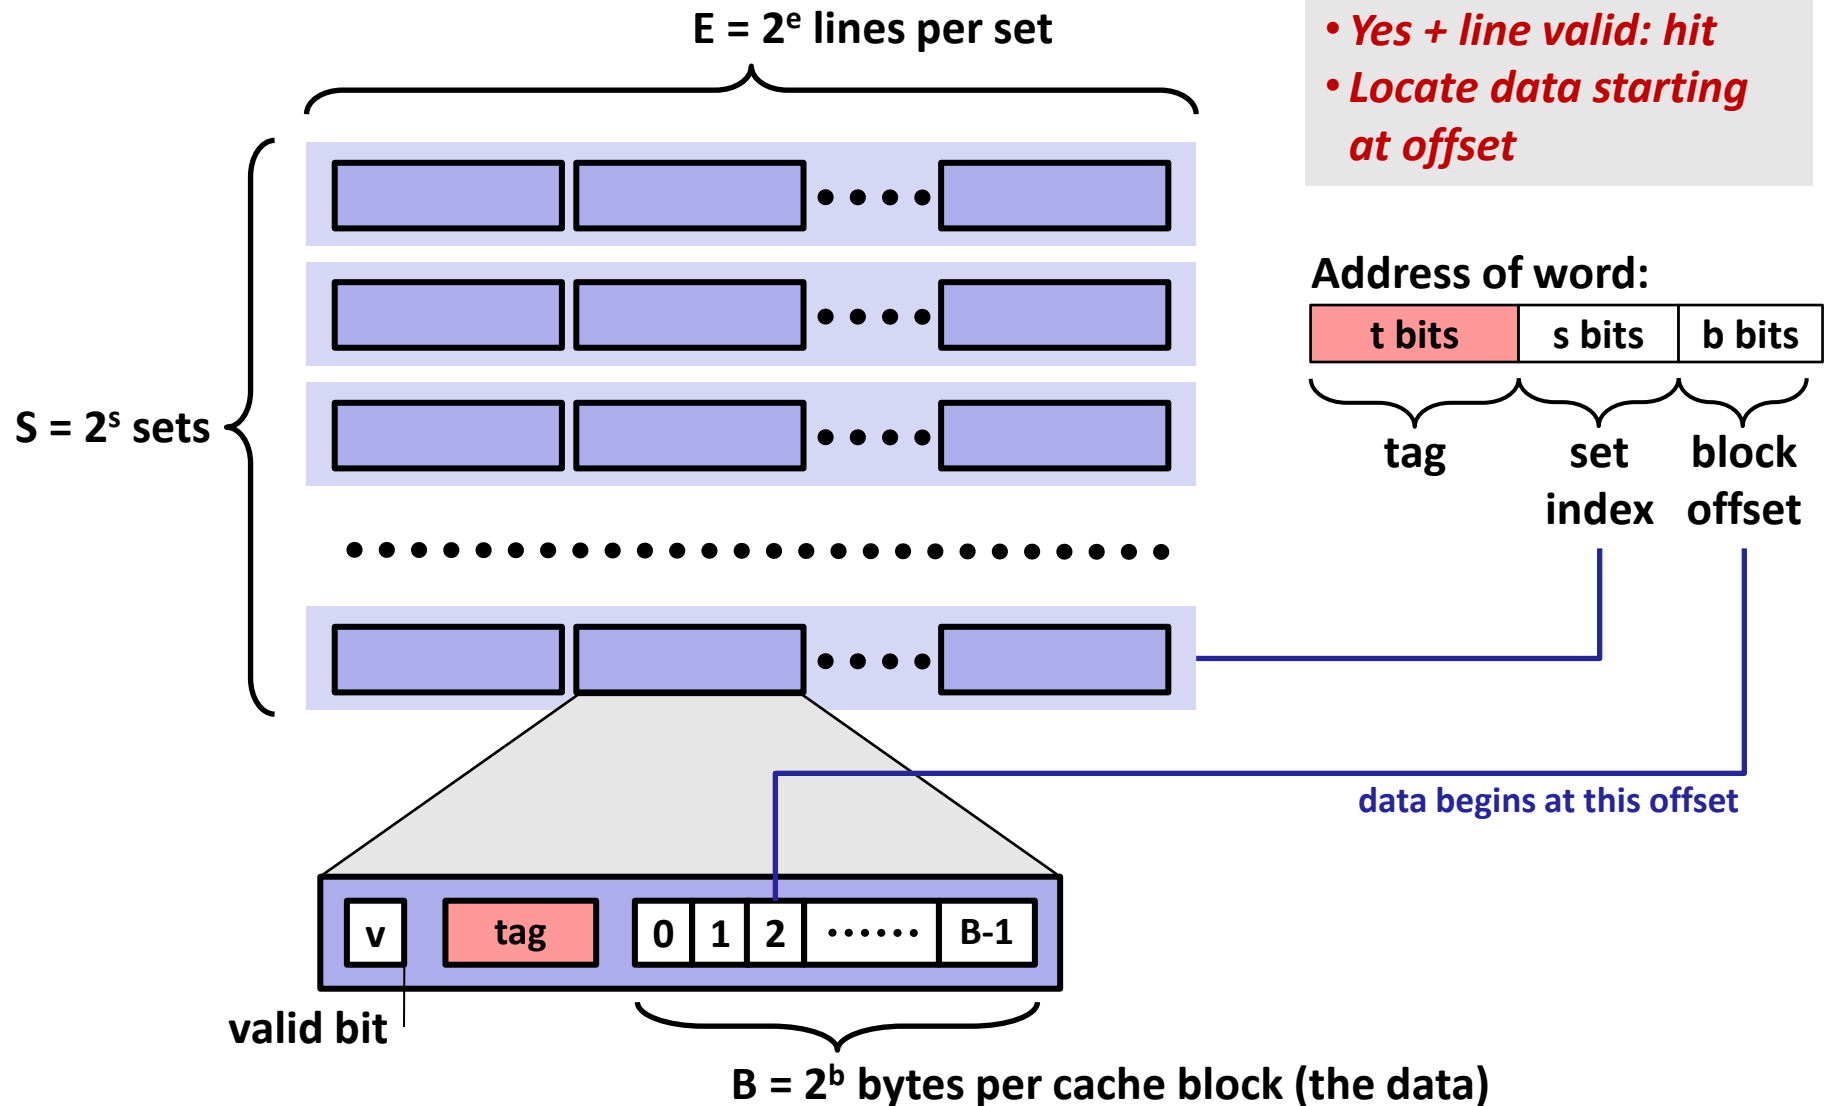 E = 2ᵉ lines per set
• Yes + line valid: hit
• Locate data starting
at offset
Address of word:
t bits s bits b bits
tag set block
index offset
S = 2ˢ sets
data begins at this offset
v tag 0 1 2 •••••• B-1
valid bit
B = 2ᵇ bytes per cache block (the data)